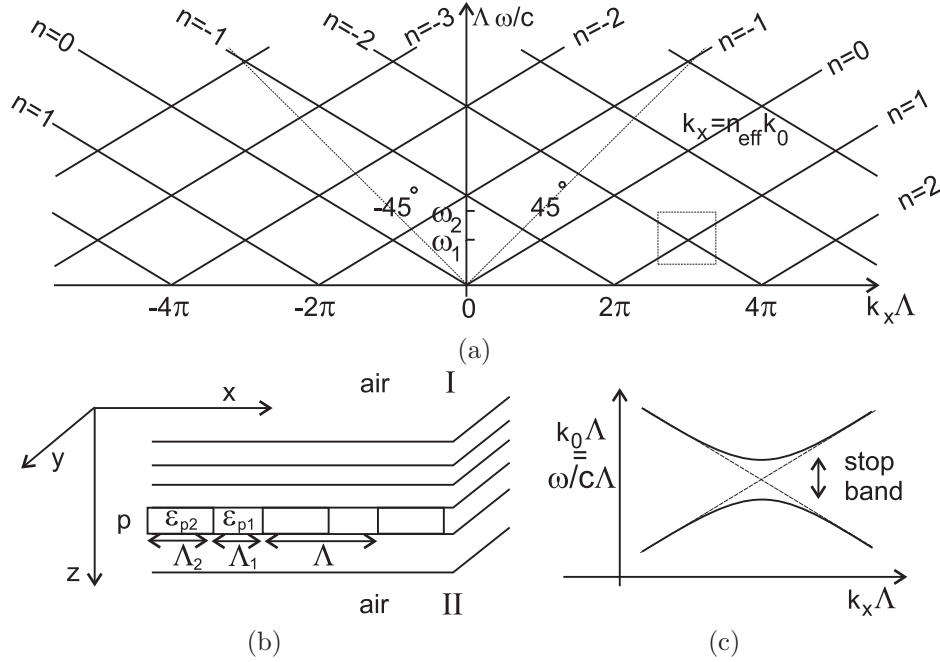 n=0
n=-1
n=-2
n=-3
Λ ω/c
n=-2
n=-1
n=0
n=1
n=1
k_x=n_eff k_0
n=2
-45°
45°
ω_2
ω_1
-4π
-2π
0
2π
4π
k_xΛ
(a)
air I
x
y
z
p
ε_p2
ε_p1
Λ_2
Λ_1
Λ
air II
(b)
k_0Λ
=
ω/cΛ
stop
band
k_xΛ
(c)